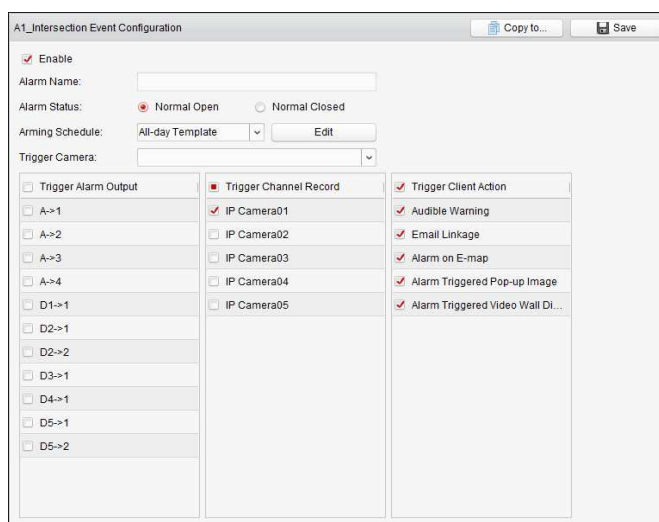 A1_Intersection Event Configuration Copy to... Save
Enable
Alarm Name:
Alarm Status: Normal Open Normal Closed
Arming Schedule: All-day Template Edit
Trigger Camera:
Trigger Alarm Output Trigger Channel Record Trigger Client Action
A->1 IP Camera01 Audible Warning
A->2 IP Camera02 Email Linkage
A->3 IP Camera03 Alarm on E-map
A->4 IP Camera04 Alarm Triggered Pop-up Image
D1->1 IP Camera05 Alarm Triggered Video Wall Di...
D2->1
D2->2
D3->1
D4->1
D5->1
D5->2